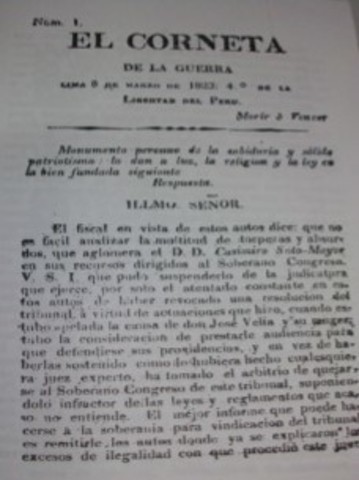 Num. 1.
EL CORNETA
DE LA GUERRA
LIMA 8 DE MARZO DE 1823. 4.º DE LA
LIBERTAD DEL PERU.
Morir ò Vencer
Monumento peruano de la sabiduria y sólido
patriotismo: lo dan a luz, la religion y la ley en
la bien fundada siguiente
Respuesta.
ILLMO. SEÑOR.
El fiscal en vista de estos autos dice: que no
es facil analizar la multitud de torpezas y absur-
dos, que aglomera el D. D. Casimiro Soto-Mayor
en sus recursos dirigidos al Soberano Congreso.
V. S. I. que pudo suspenderlo de la judicatura
que ejerce, por solo el atentado constante en es-
tos autos de haber revocado una resolucion del
tribunal, à virtud de actuaciones que hizo, cuando es-
tubo apelada la causa de don José Velia y su muger,
tubo la consideracion de prestarle audiencia para
que defendiese sus prosidencias, y en vez de ha-
berlas sostenido como lo hubiera hecho cualesquie-
ra juez experto, ha tomado el arbitrio de quejar-
se al Soberano Congreso de este tribunal, suponien-
dolo infractor de las leyes y reglamentos que aca-
so no entiende. El mejor informe que puede ha-
cerse a la soberania para vindicacion del tribunal
es remitirle los autos donde ya se explicaron los
excesos de ilegalidad con que procedió este juez